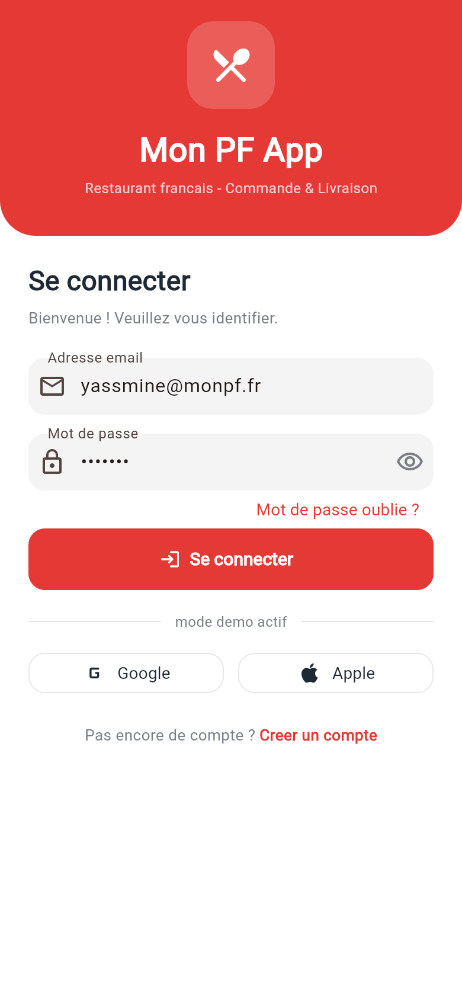 Mon PF App
Restaurant francais - Commande & Livraison
Se connecter
Bienvenue ! Veuillez vous identifier.
Adresse email
yassmine@monpf.fr
Mot de passe
•••••••
Mot de passe oublie ?
Se connecter
mode demo actif
G Google
Apple
Pas encore de compte ? Creer un compte